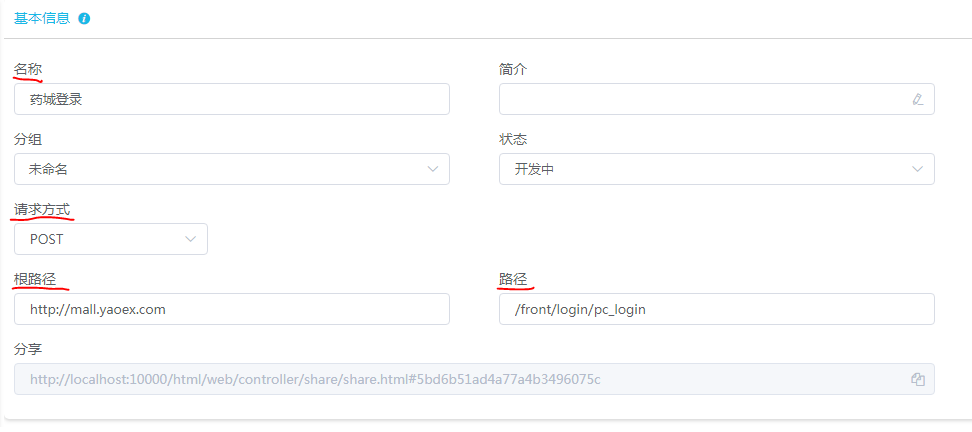 基本信息
名称
简介
药城登录
分组
状态
未命名
开发中
请求方式
POST
根路径
路径
http://mall.yaoex.com
/front/login/pc_login
分享
http://localhost:10000/html/web/controller/share/share.html#5bd6b51ad4a77a4b3496075c